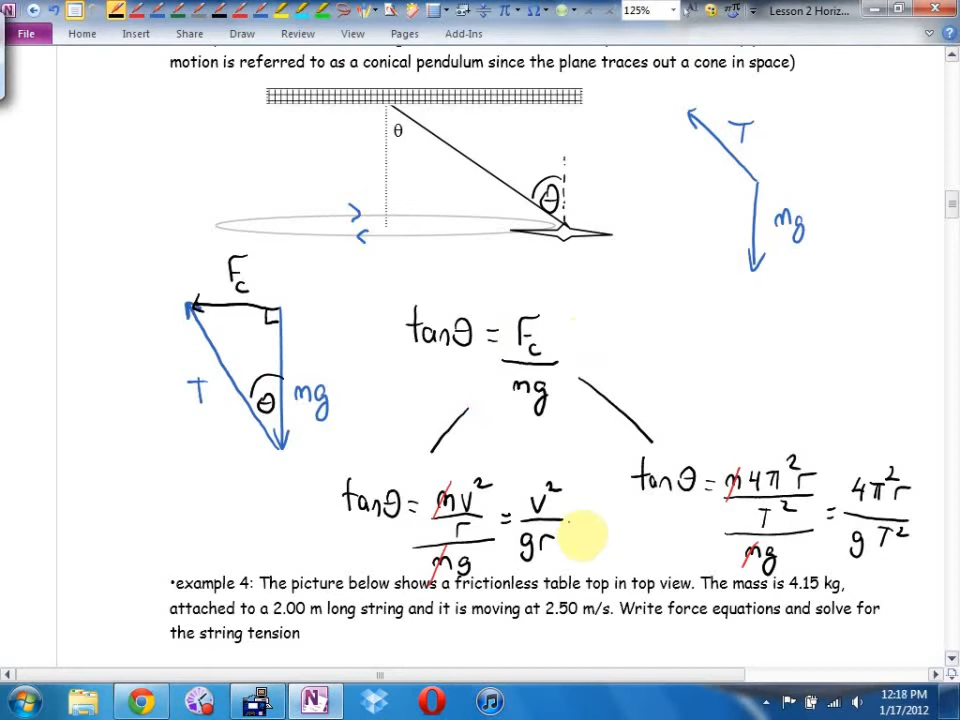 125%
Lesson 2 Horiz...
File Home Insert Share Draw Review View Pages Add-Ins
motion is referred to as a conical pendulum since the plane traces out a cone in space)
θ
θ
T
mg
Fc
T
θ
mg
tanθ = Fc/mg
tanθ = (mv²/r)/mg = v²/gr
tanθ = (m4π²r/T²)/mg = 4π²r/gT²
•example 4: The picture below shows a frictionless table top in top view. The mass is 4.15 kg,
attached to a 2.00 m long string and it is moving at 2.50 m/s. Write force equations and solve for
the string tension
12:18 PM
1/17/2012